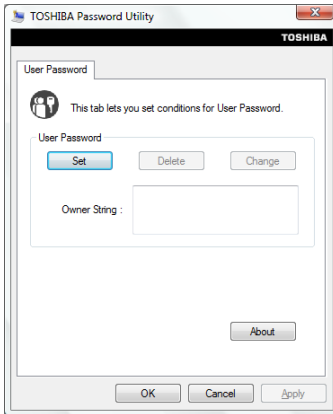 TOSHIBA Password Utility
TOSHIBA
User Password
This tab lets you set conditions for User Password.
User Password
Set Delete Change
Owner String :
About
OK Cancel Apply